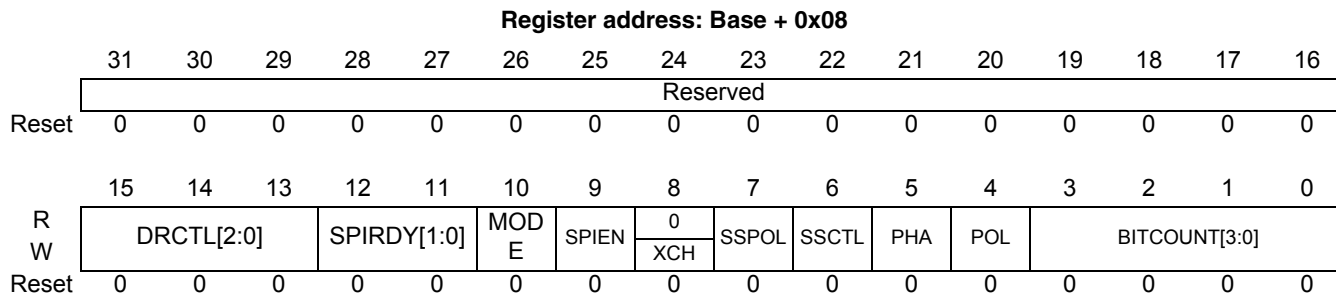 Register address: Base + 0x08
31 30 29 28 27 26 25 24 23 22 21 20 19 18 17 16
Reserved
Reset 0 0 0 0 0 0 0 0 0 0 0 0 0 0 0 0
15 14 13 12 11 10 9 8 7 6 5 4 3 2 1 0
R W DRCTL[2:0] SPIRDY[1:0] MOD E SPIEN 0 XCH SSPOL SSCTL PHA POL BITCOUNT[3:0]
Reset 0 0 0 0 0 0 0 0 0 0 0 0 0 0 0 0